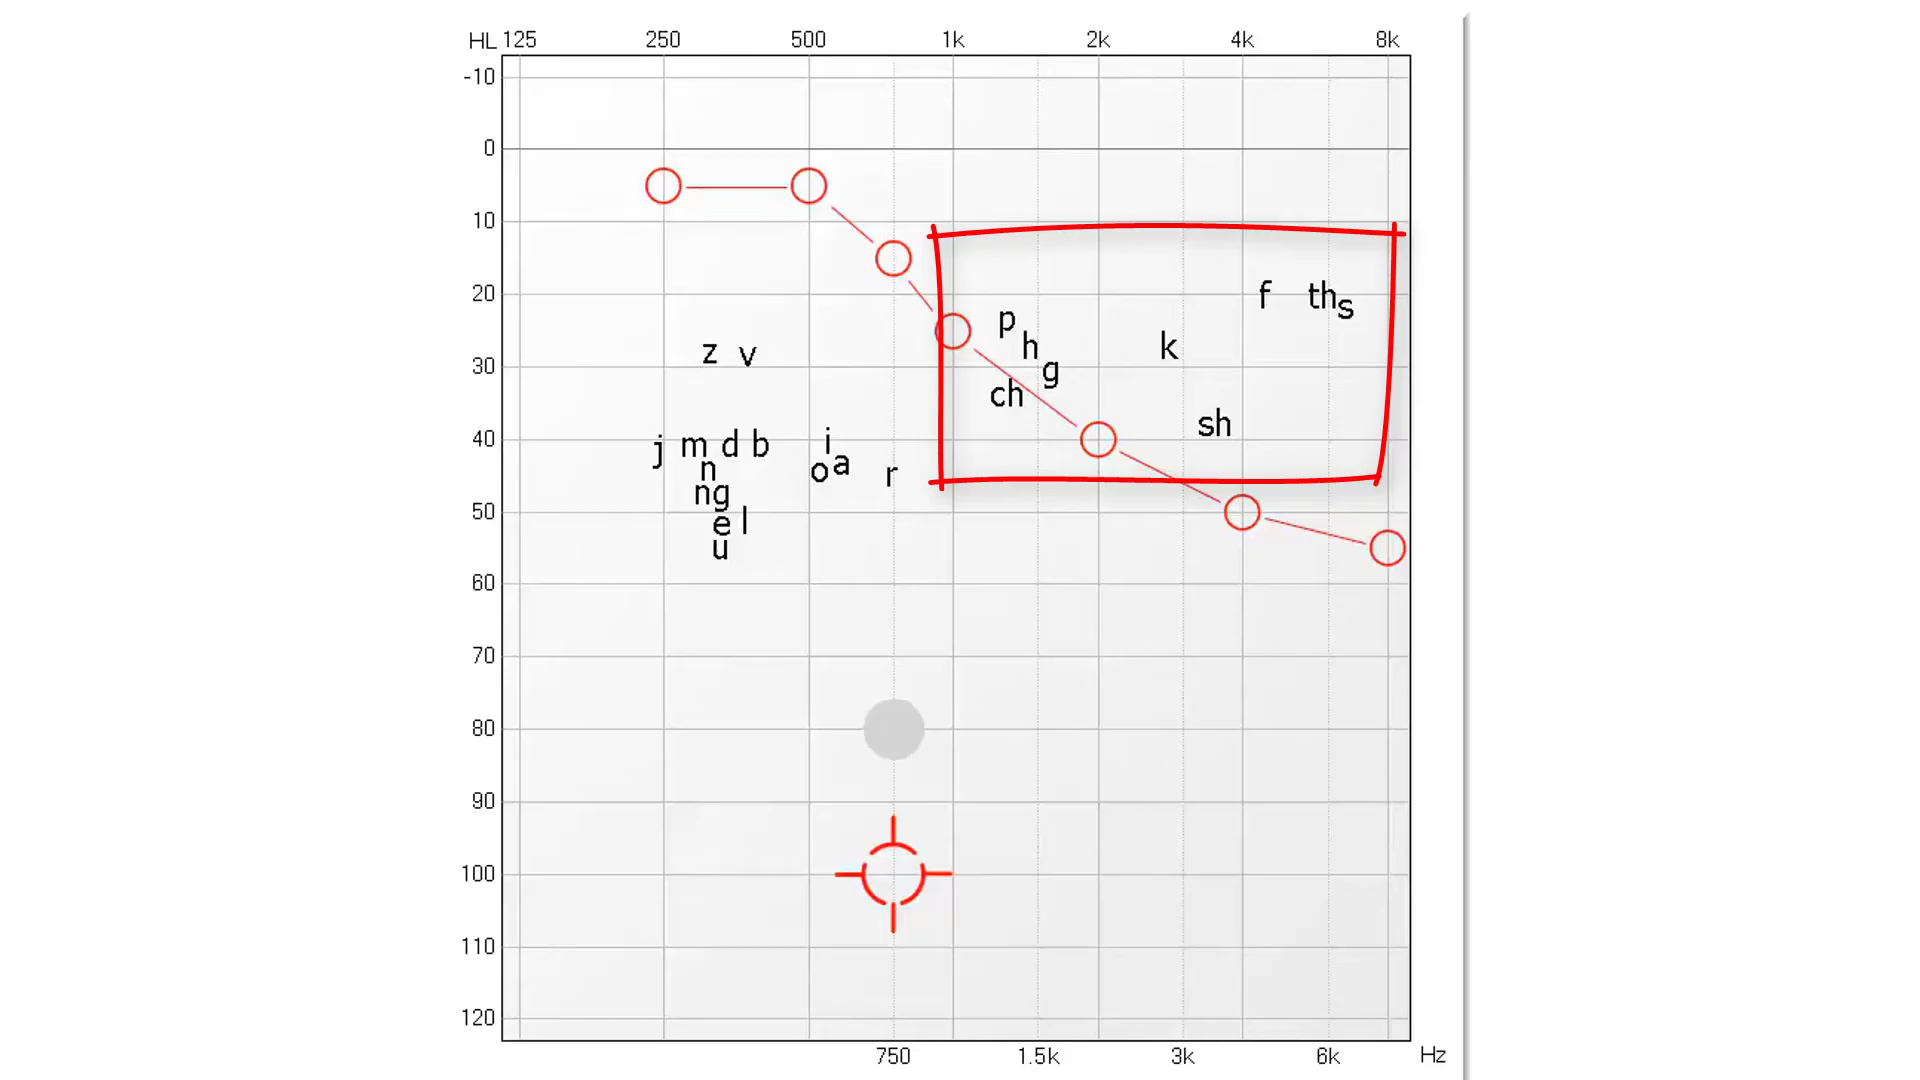 HL 125 250 500 1k 2k 4k 8k
-10
0
10
20
30
40
50
60
70
80
90
100
110
120
f th s
p
h k
z v
g
ch
sh
j m d b i
n o a r
ng
e l
u
750 1.5k 3k 6k Hz